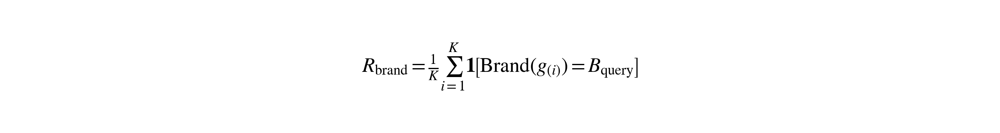 R_brand = 1/K ∑_{i=1}^{K} 𝟏[Brand(g_(i)) = B_query]